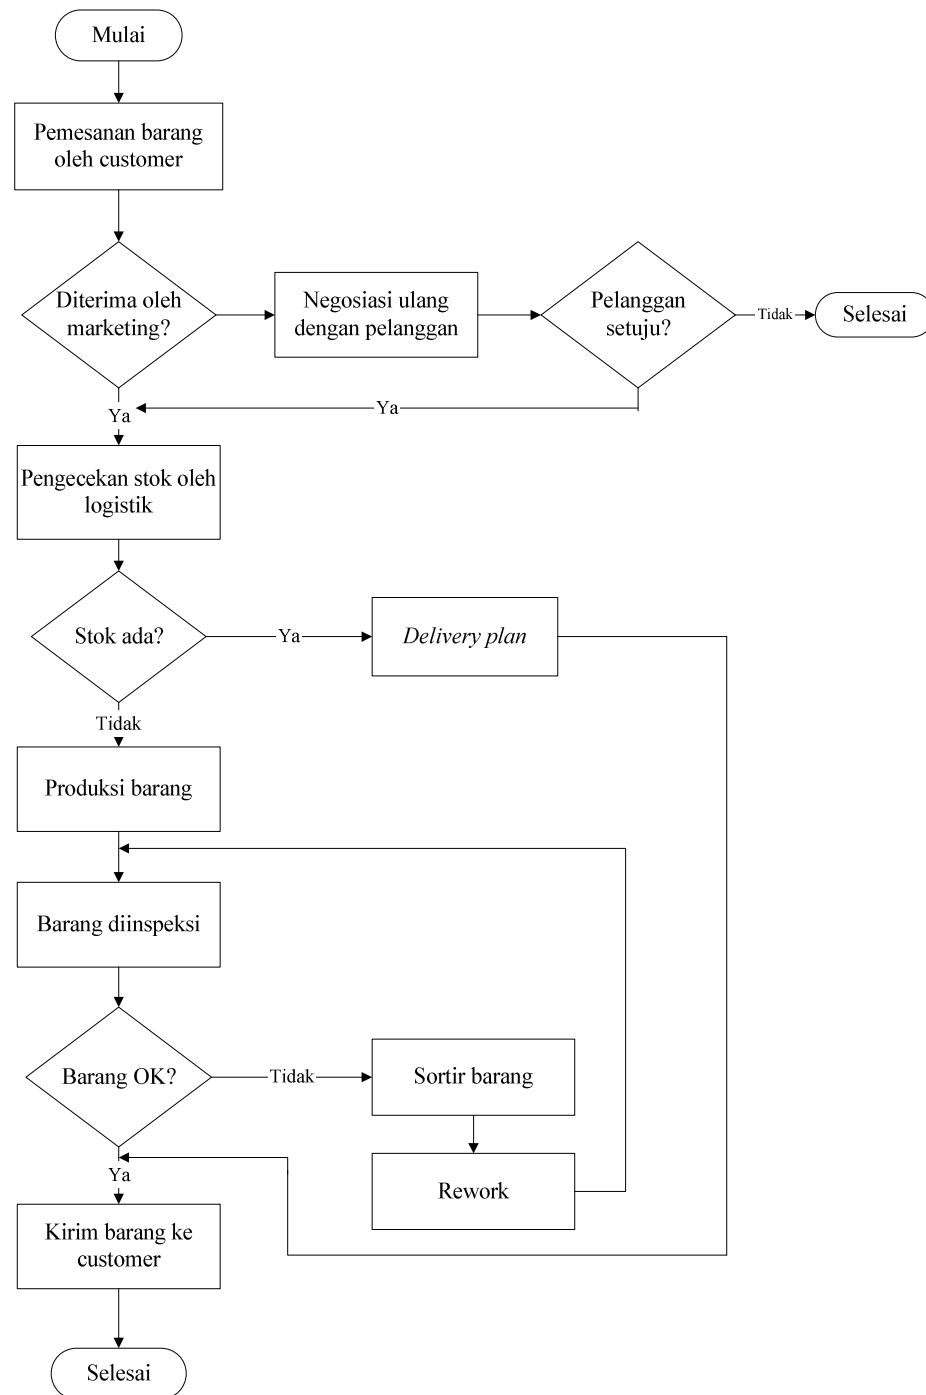 Mulai
Pemesanan barang
oleh customer
Diterima oleh
marketing?
Negosiasi ulang
dengan pelanggan
Pelanggan
setuju?
Tidak
Selesai
Ya
Ya
Pengecekan stok oleh
logistik
Stok ada?
Ya
Delivery plan
Tidak
Produksi barang
Barang diinspeksi
Barang OK?
Tidak
Sortir barang
Rework
Ya
Kirim barang ke
customer
Selesai